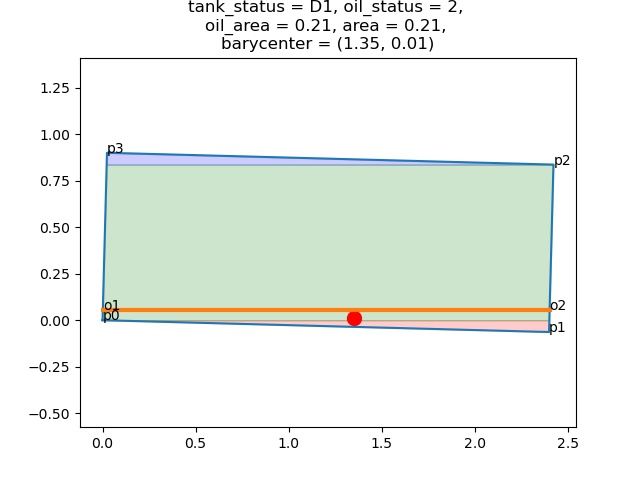 tank_status = D1, oil_status = 2,
oil_area = 0.21, area = 0.21,
barycenter = (1.35, 0.01)
1.25
1.00
0.75
0.50
0.25
0.00
−0.25
−0.50
p3
p2
o1
o2
p0
p1
0.0
0.5
1.0
1.5
2.0
2.5